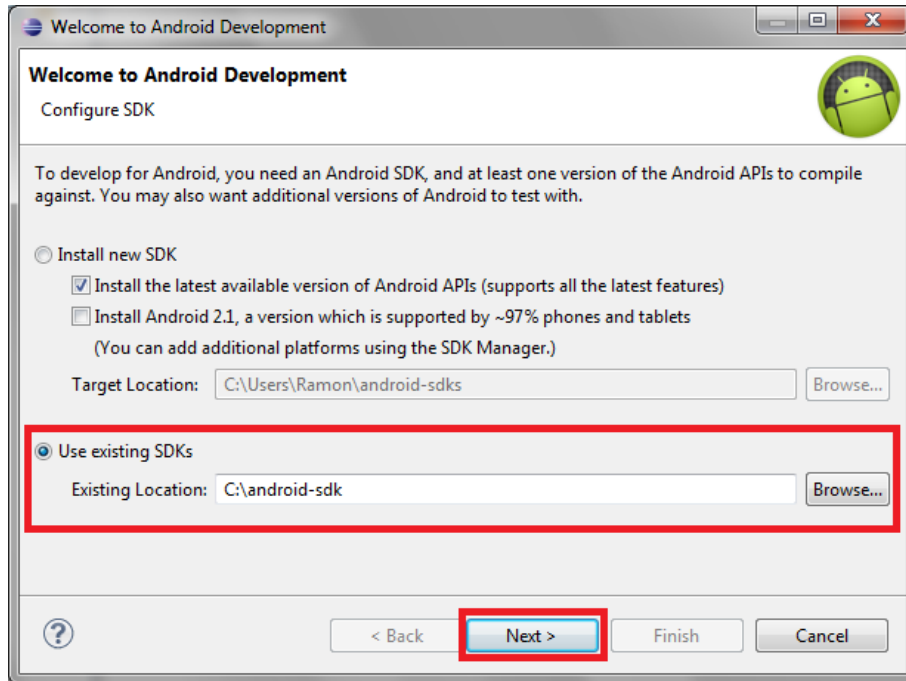 Welcome to Android Development
Welcome to Android Development
Configure SDK
To develop for Android, you need an Android SDK, and at least one version of the Android APIs to compile
against. You may also want additional versions of Android to test with.
Install new SDK
Install the latest available version of Android APIs (supports all the latest features)
Install Android 2.1, a version which is supported by ~97% phones and tablets
(You can add additional platforms using the SDK Manager.)
Target Location: C:\Users\Ramon\android-sdks Browse...
Use existing SDKs
Existing Location: C:\android-sdk Browse...
? < Back Next > Finish Cancel